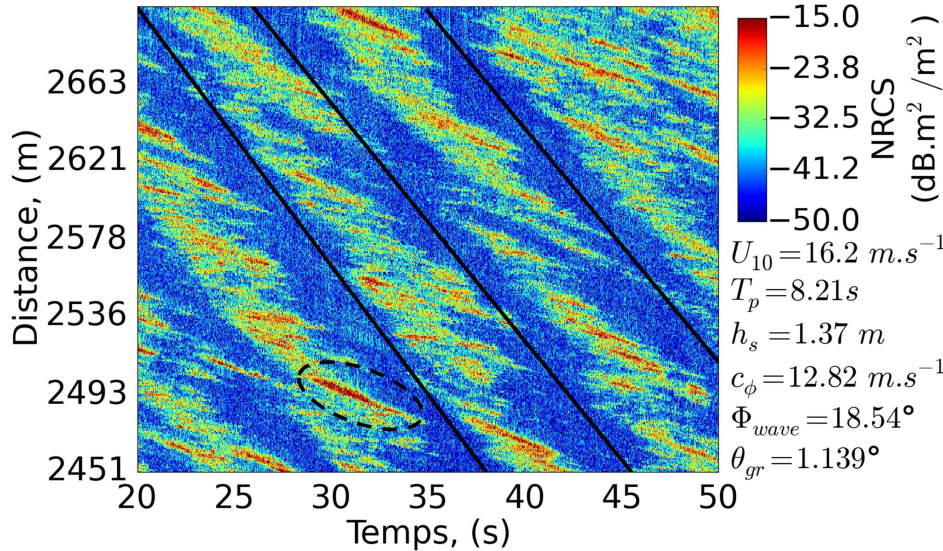 Distance, (m)
2663
2621
2578
2536
2493
2451
20 25 30 35 40 45 50
Temps, (s)
−15.0
−23.8
−32.5
−41.2
−50.0
NRCS
(dB.m² /m²)
U₁₀=16.2 m.s⁻¹
Tₚ=8.21s
hₛ=1.37 m
c_ϕ=12.82 m.s⁻¹
Φ_wave=18.54°
θ_gr=1.139°